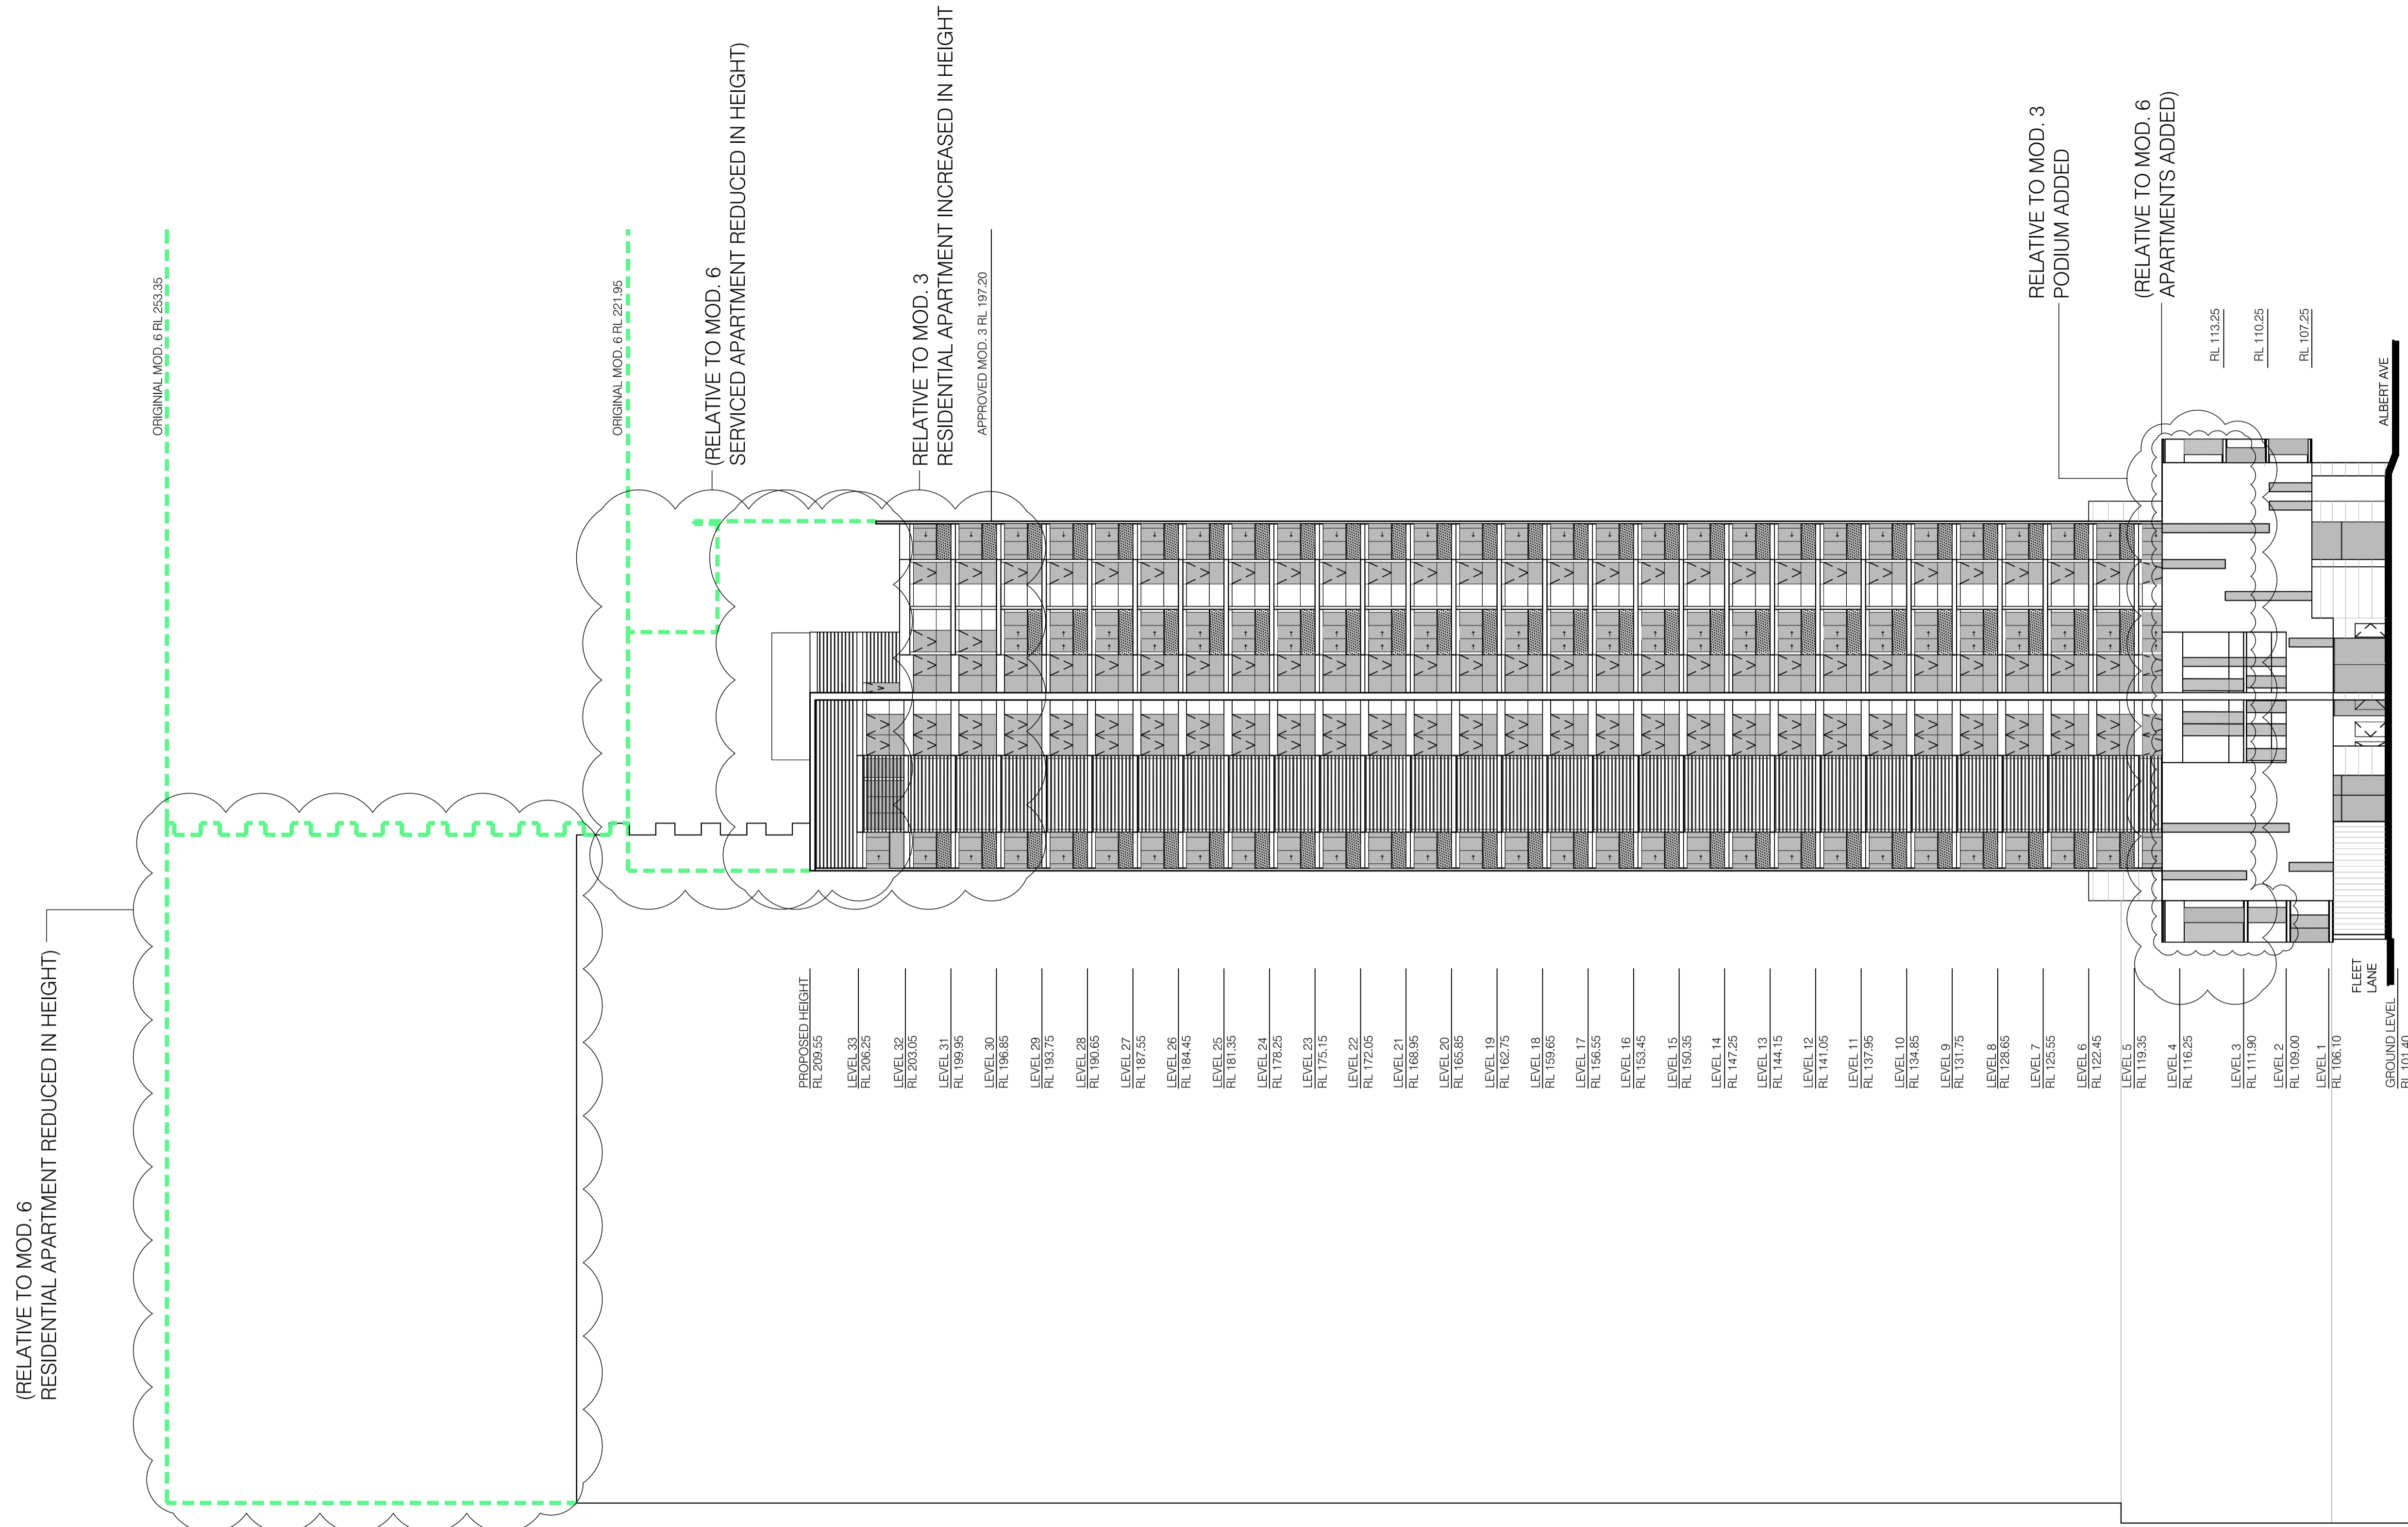 (RELATIVE TO MOD. 6
RESIDENTIAL APARTMENT REDUCED IN HEIGHT)
ORIGINIAL MOD. 6 RL 253.35
ORIGINAL MOD. 6 RL 221.95
(RELATIVE TO MOD. 6
SERVICED APARTMENT REDUCED IN HEIGHT)
RELATIVE TO MOD. 3
RESIDENTIAL APARTMENT INCREASED IN HEIGHT
APPROVED MOD. 3 RL 197.20
RELATIVE TO MOD. 3
PODIUM ADDED
(RELATIVE TO MOD. 6
APARTMENTS ADDED)
RL 113.25
RL 110.25
RL 107.25
ALBERT AVE
PROPOSED HEIGHT
RL 209.55
LEVEL 33
RL 206.25
LEVEL 32
RL 203.05
LEVEL 31
RL 199.95
LEVEL 30
RL 196.85
LEVEL 29
RL 193.75
LEVEL 28
RL 190.65
LEVEL 27
RL 187.55
LEVEL 26
RL 184.45
LEVEL 25
RL 181.35
LEVEL 24
RL 178.25
LEVEL 23
RL 175.15
LEVEL 22
RL 172.05
LEVEL 21
RL 168.95
LEVEL 20
RL 165.85
LEVEL 19
RL 162.75
LEVEL 18
RL 159.65
LEVEL 17
RL 156.55
LEVEL 16
RL 153.45
LEVEL 15
RL 150.35
LEVEL 14
RL 147.25
LEVEL 13
RL 144.15
LEVEL 12
RL 141.05
LEVEL 11
RL 137.95
LEVEL 10
RL 134.85
LEVEL 9
RL 131.75
LEVEL 8
RL 128.65
LEVEL 7
RL 125.55
LEVEL 6
RL 122.45
LEVEL 5
RL 119.35
LEVEL 4
RL 116.25
LEVEL 3
RL 111.90
LEVEL 2
RL 109.00
LEVEL 1
RL 106.10
FLEET
LANE
GROUND LEVEL
RL 101.40